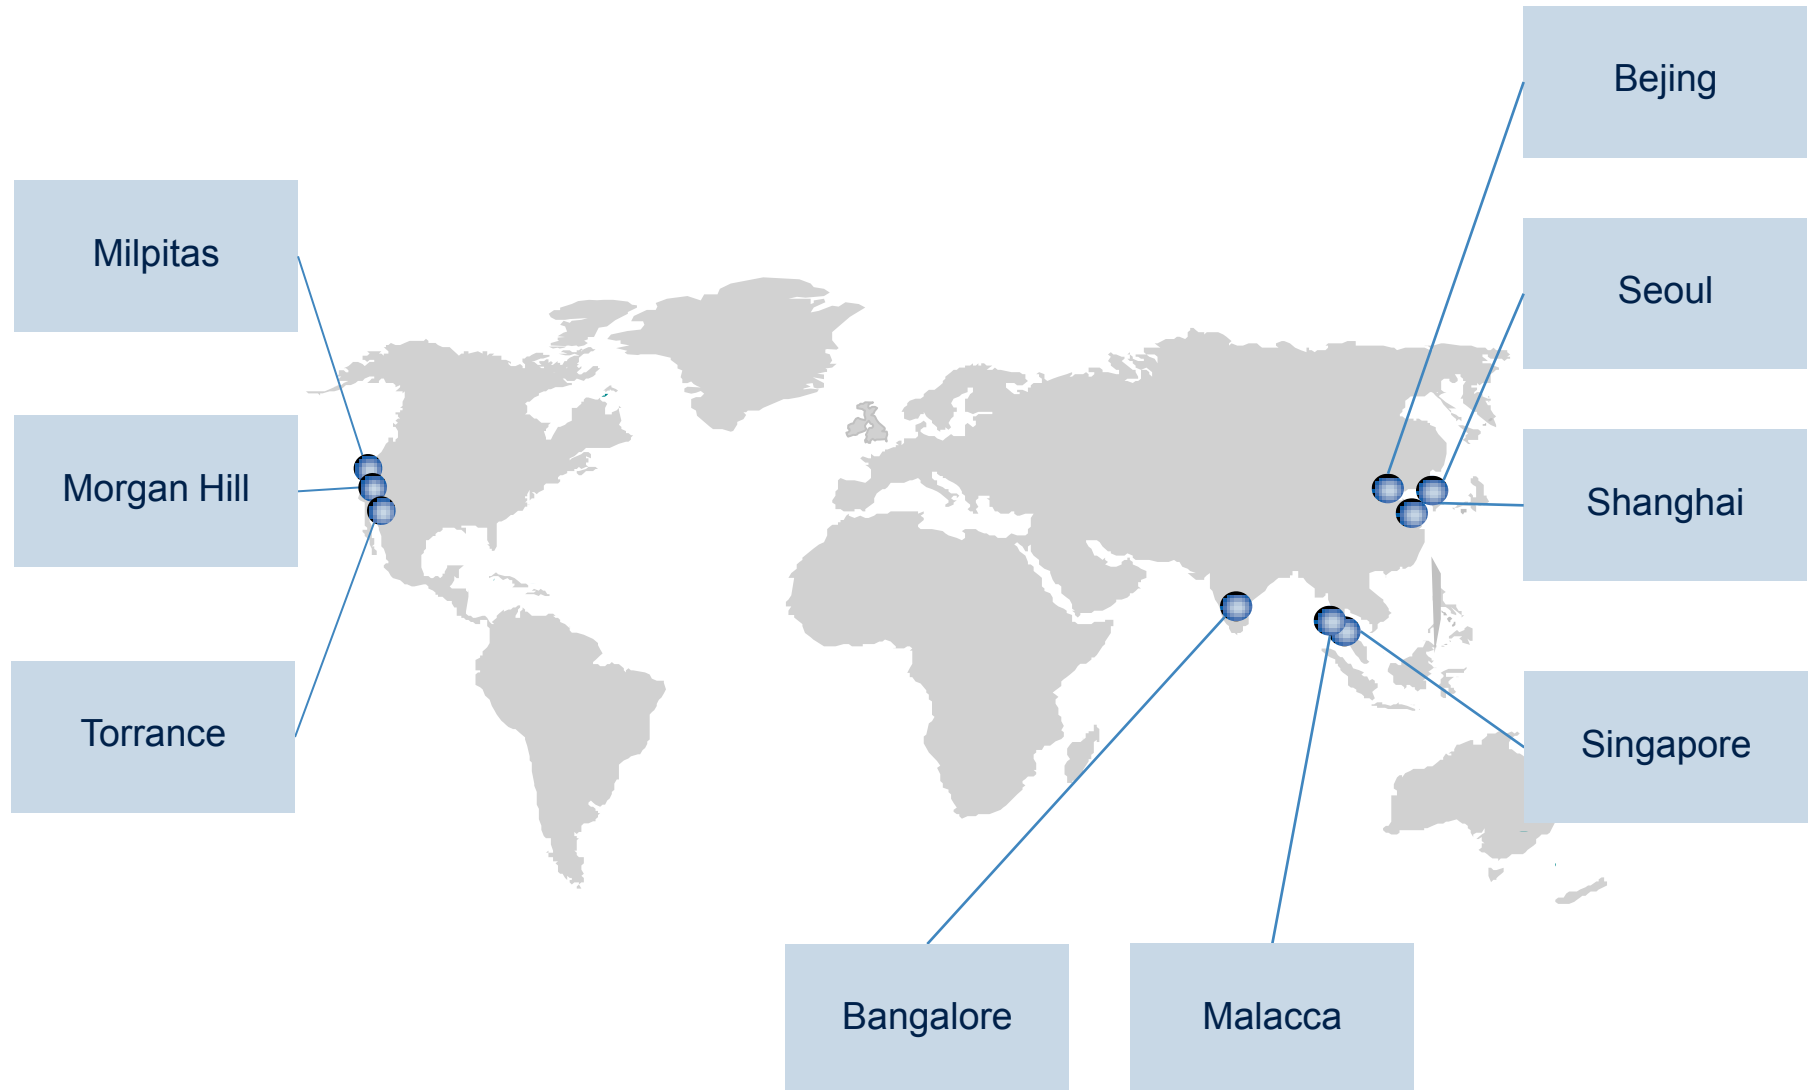 Bejing
Milpitas
Seoul
Morgan Hill
Shanghai
Torrance
Singapore
Bangalore
Malacca